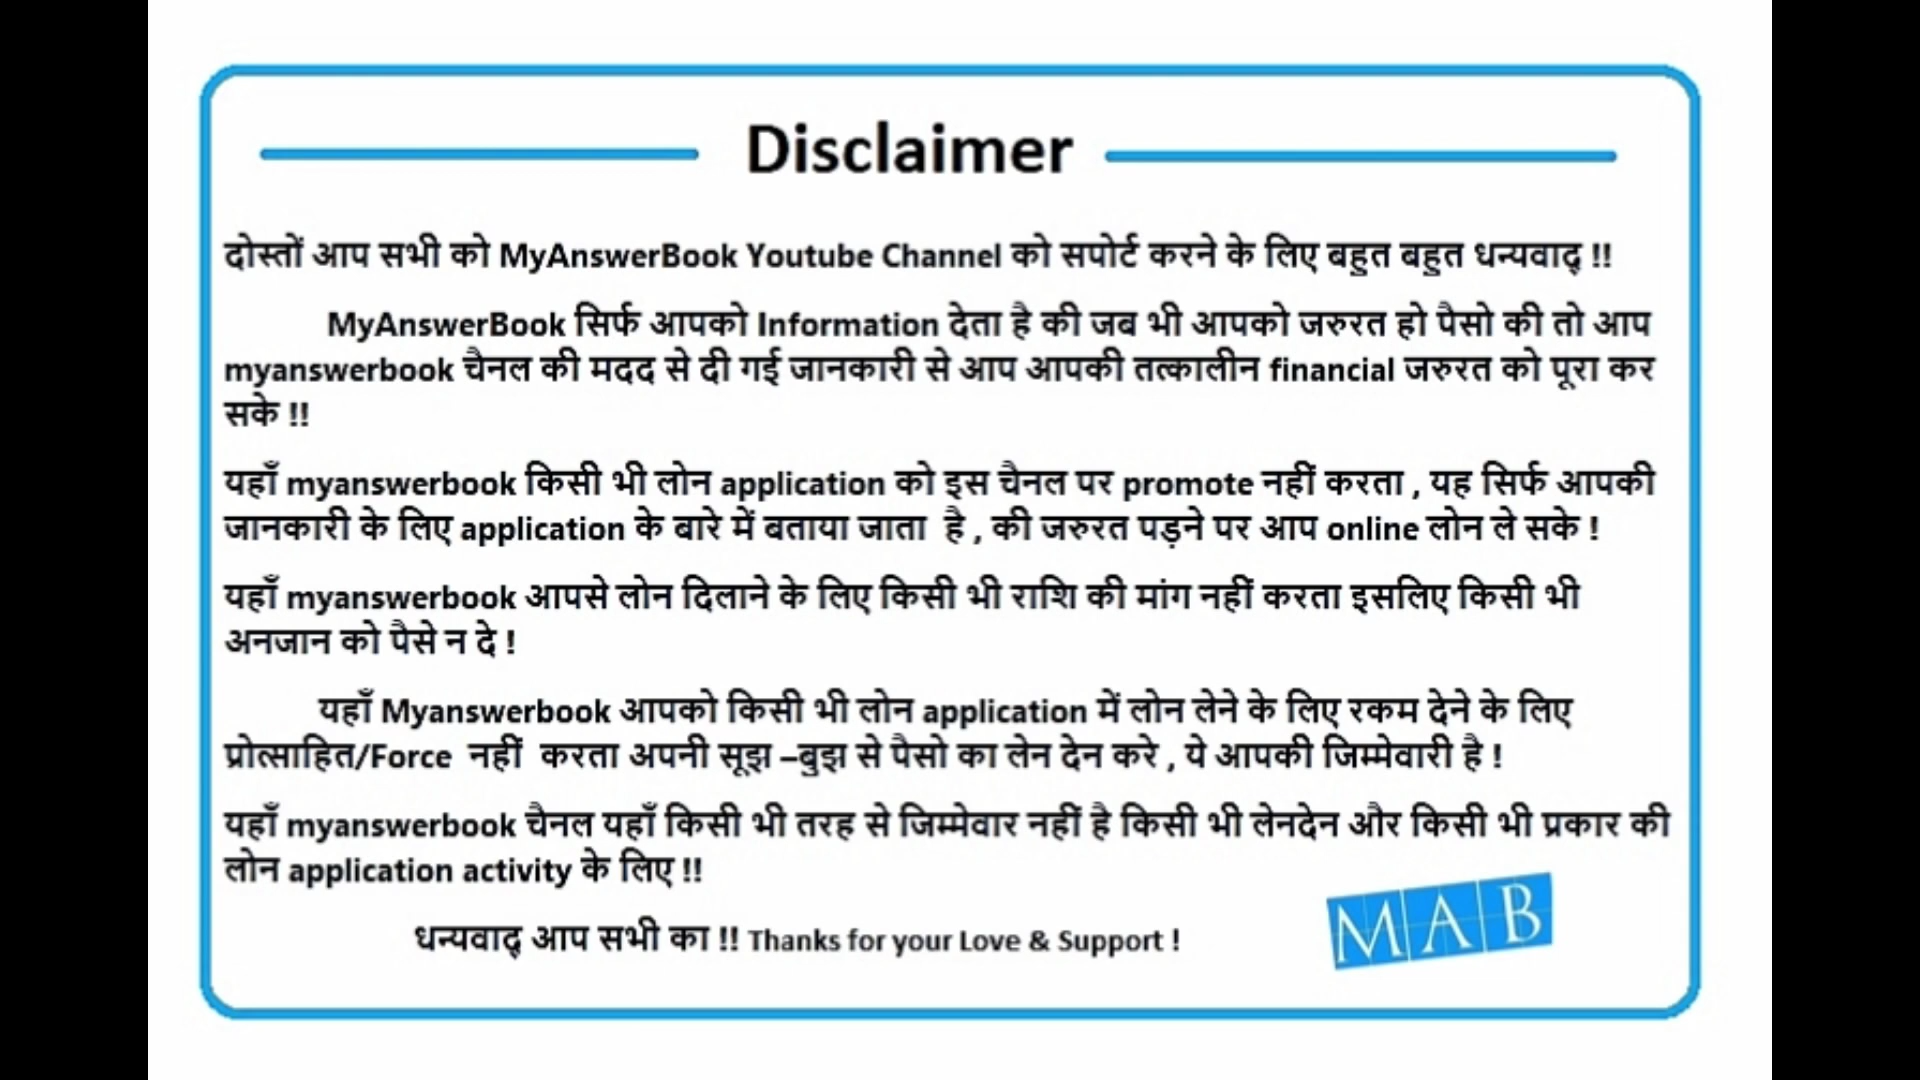 Disclaimer
दोस्तों आप सभी को MyAnswerBook Youtube Channel को सपोर्ट करने के लिए बहुत बहुत धन्यवाद् !!
MyAnswerBook सिर्फ आपको Information देता है की जब भी आपको जरुरत हो पैसो की तो आप
myanswerbook चैनल की मदद से दी गई जानकारी से आप आपकी तत्कालीन financial जरुरत को पूरा कर
सके !!
यहाँ myanswerbook किसी भी लोन application को इस चैनल पर promote नहीं करता , यह सिर्फ आपकी
जानकारी के लिए application के बारे में बताया जाता है , की जरुरत पड़ने पर आप online लोन ले सके !
यहाँ myanswerbook आपसे लोन दिलाने के लिए किसी भी राशि की मांग नहीं करता इसलिए किसी भी
अनजान को पैसे न दे !
यहाँ Myanswerbook आपको किसी भी लोन application में लोन लेने के लिए रकम देने के लिए
प्रोत्साहित/Force नहीं करता अपनी सूझ –बुझ से पैसो का लेन देन करे , ये आपकी जिम्मेवारी है !
यहाँ myanswerbook चैनल यहाँ किसी भी तरह से जिम्मेवार नहीं है किसी भी लेनदेन और किसी भी प्रकार की
लोन application activity के लिए !!
धन्यवाद् आप सभी का !! Thanks for your Love & Support !
MAB